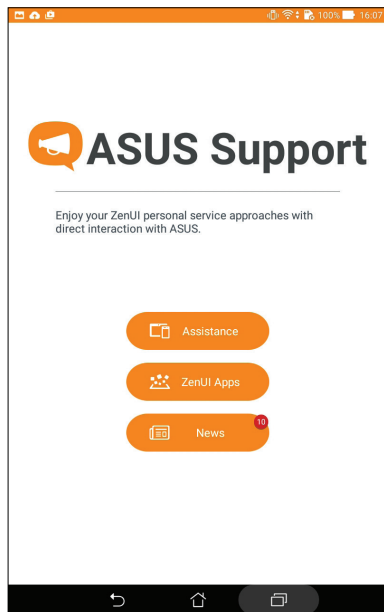 100% 16:07
ASUS Support
Enjoy your ZenUI personal service approaches with
direct interaction with ASUS.
Assistance
ZenUI Apps
10
News